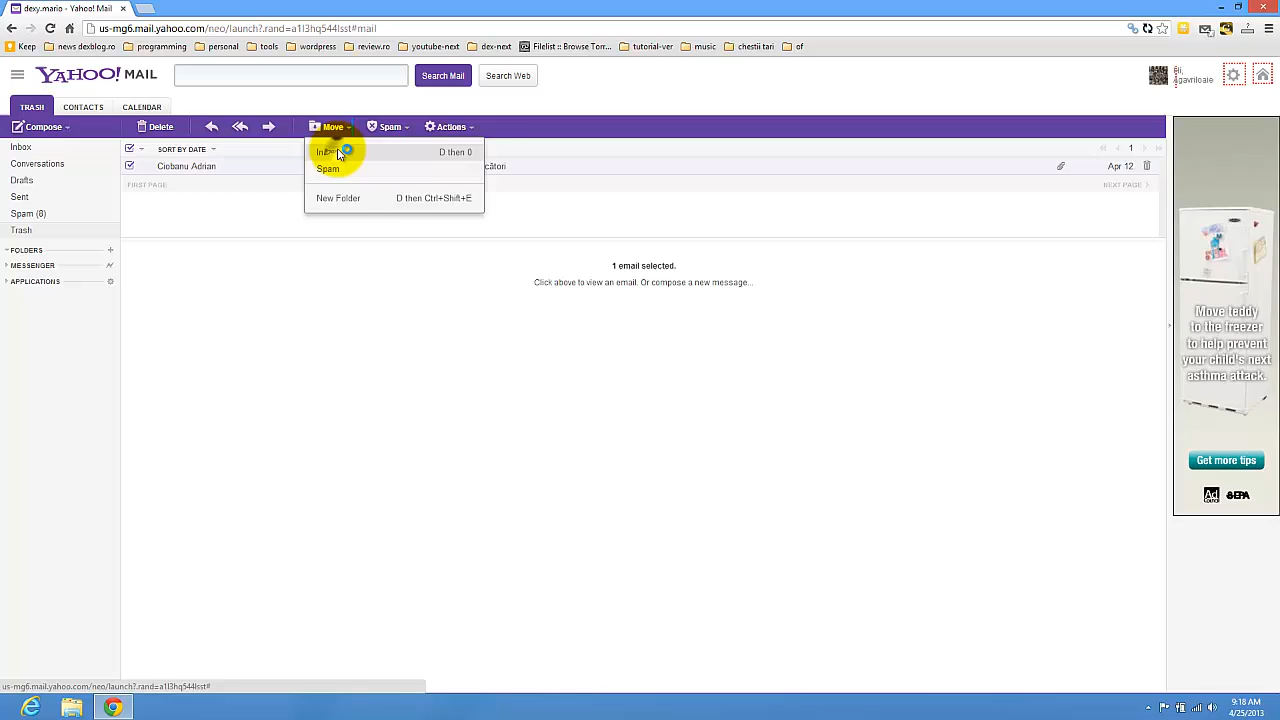 dexy.mario - Yahoo! Mail
us-mg6.mail.yahoo.com/neo/launch?.rand=a1l3hq544lsst#mail
Keep news dexblog.ro programming personal tools wordpress review.ro youtube-next dex-next Filelist :: Browse Torr... tutorial-ver music chestii tari of
YAHOO! MAIL Search Mail Search Web
Agavriloaie
TRASH CONTACTS CALENDAR
Compose Delete Move Spam Actions
Inbox
Conversations
Drafts
Sent
Spam (8)
Trash
FOLDERS
MESSENGER
APPLICATIONS
SORT BY DATE 1
Ciobanu Adrian Apr 12
FIRST PAGE NEXT PAGE
D then 0
Spam
New Folder D then Ctrl+Shift+E
1 email selected.
Click above to view an email. Or compose a new message...
Move teddy
to the freezer
to help prevent
your child's next
asthma attack.
Get more tips
Ad EPA
us-mg6.mail.yahoo.com/neo/launch?.rand=a1l3hq544lsst#
9:18 AM
4/25/2013